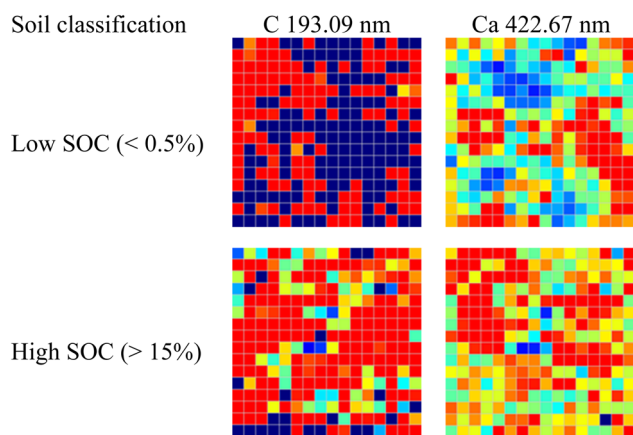 Soil classification C 193.09 nm Ca 422.67 nm
Low SOC (< 0.5%)
High SOC (> 15%)